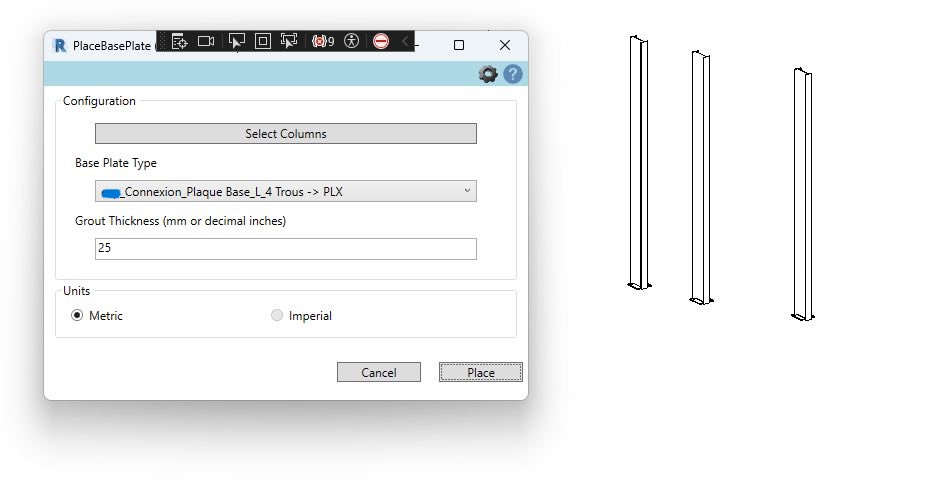 PlaceBasePlate
9
Configuration
Select Columns
Base Plate Type
_Connexion_Plaque Base_L_4 Trous -> PLX
Grout Thickness (mm or decimal inches)
25
Units
Metric
Imperial
Cancel
Place